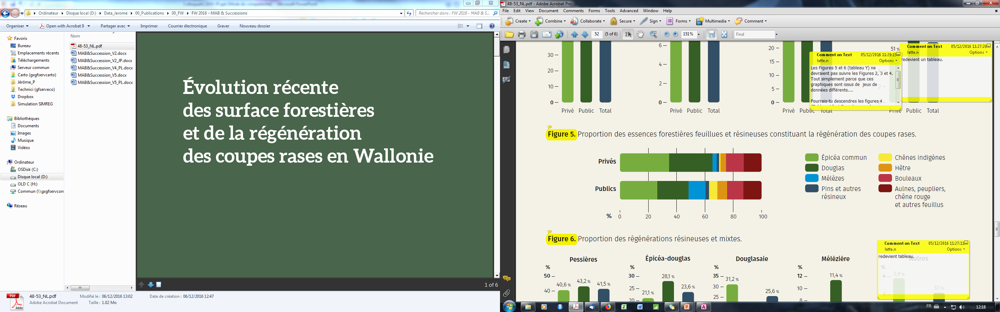 Ordinateur ▸ Disque local (D:) ▸ Data_Jerome ▸ 00_Publications ▸ 00_FW ▸ FW 2016 - MAB & Successions
Rechercher dans : FW 2016 - MAB & S...
Organiser
Open with Acrobat 9
Partager avec
Imprimer
Courrier électronique
Graver
Nouveau dossier
Favoris
Bureau
Emplacements récents
Téléchargements
Serveur commun
Carto (gxgfservcarto)
Jérôme_P
Technici (gfserveco)
Dropbox
Simulation SIMREG
Bibliothèques
Documents
Images
Musique
Vidéos
Ordinateur
OSDisk (C:)
Disque local (D:)
OLD C (H:)
Commun (\\gxgfservcom
Réseau
Nom
48-53_NL.pdf
MAB&Succession_V2.docx
MAB&Succession_V2_JP.docx
MAB&Succession_V4_PL.docx
MAB&Succession_V5.docx
MAB&Succession_V5_PL.docx
Évolution récente
des surface forestières
et de la régénération
des coupes rases en Wallonie
1 of 6
PDF
Adobe
48-53_NL.pdf
Adobe Acrobat Document
Modifié le : 06/12/2016 13:02
Taille : 1.02 Mo
Date de création : 06/12/2016 12:47
48-53_NL.pdf - Adobe Acrobat Pro
File Edit View Document Comments Forms Tools Advanced Window Help
Create Combine Collaborate Secure Sign Forms Multimedia Comment
52 (5 of 6) 151% Find
30
20
10
0
Privé Public Total
6
4
2
0
Privé Public Total
20
15
10
5
0
Privé Public Total
51 %
4
2
Privé Public Total
Comment on Text 05/12/2016 11:29:15
latte.n Options
Les Figures 5 et 6 (tableau Y) ne
devraient pas suivre les Figures 2, 3 et 4.
Tout simplement parce que ces
graphiques sont issus de jeux de
données différents....
Pourrais-tu descendres les figures 4
Comment on Text 05/12/2016 11:27:20
latte.n Options
redevient un tableau.
Figure 5. Proportion des essences forestières feuillues et résineuses constituant la régénération des coupes rases.
Privés
Publics
% 0 20 40 60 80 100
Épicéa commun
Douglas
Mélèzes
Pins et autres
résineux
Chênes indigènes
Hêtre
Bouleaux
Aulnes, peupliers,
chêne rouge
et autres feuillus
Figure 6. Proportion des régénérations résineuses et mixtes.
Pessières
%
50
40
40,6 %
43,2 %
41,5 %
Épicéa-douglas
%
30
25
20
21,1 %
28,1 %
23,6 %
Douglasaie
%
35
30
25
31,2 %
25,6 %
Mélèzière
%
12
10
8
11,4 %
Autres
%
4
3
3,9 %
3,1 %
Comment on Text 05/12/2016 11:27:11
latte.n Options
redevient tableau.
FR
12:18